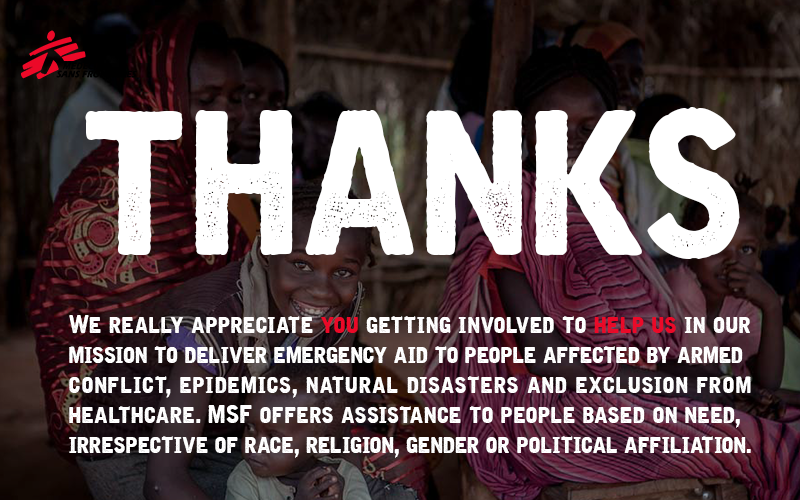 SANS FRO
THANKS
WE REALLY APPRECIATE YOU GETTING INVOLVED TO HELP US IN OUR
MISSION TO DELIVER EMERGENCY AID TO PEOPLE AFFECTED BY ARMED
CONFLICT, EPIDEMICS, NATURAL DISASTERS AND EXCLUSION FROM
HEALTHCARE. MSF OFFERS ASSISTANCE TO PEOPLE BASED ON NEED,
IRRESPECTIVE OF RACE, RELIGION, GENDER OR POLITICAL AFFILIATION.